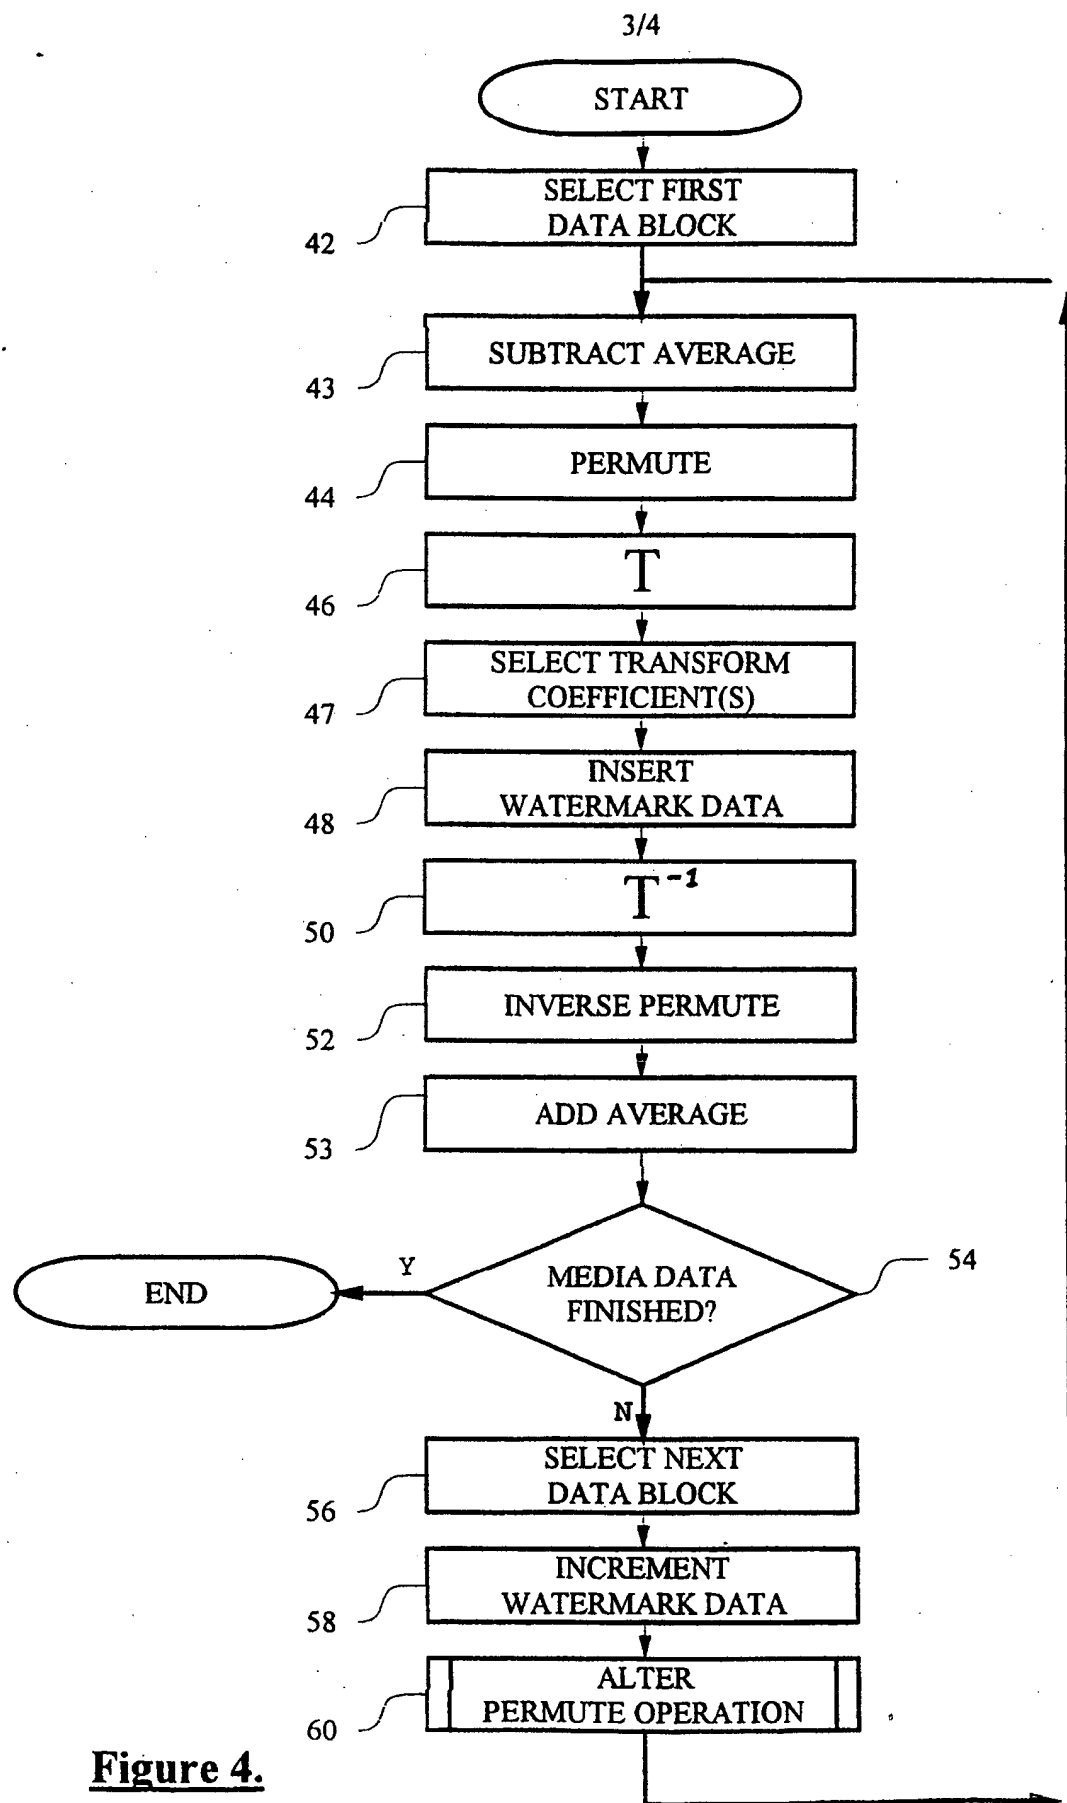 3/4
START
SELECT FIRST
DATA BLOCK
42
SUBTRACT AVERAGE
43
PERMUTE
44
T
46
SELECT TRANSFORM
COEFFICIENT(S)
47
INSERT
WATERMARK DATA
48
T⁻¹
50
INVERSE PERMUTE
52
ADD AVERAGE
53
MEDIA DATA
FINISHED?
54
Y
END
N
SELECT NEXT
DATA BLOCK
56
INCREMENT
WATERMARK DATA
58
ALTER
PERMUTE OPERATION
60
Figure 4.